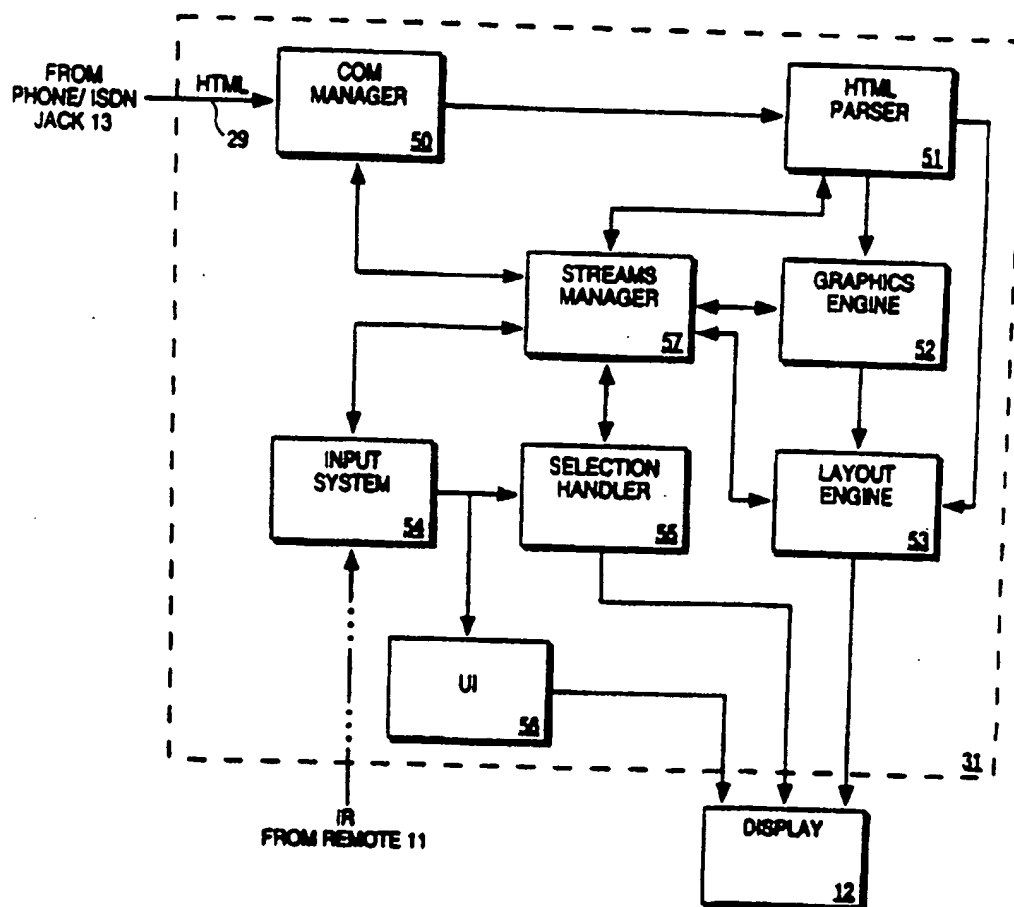 FROM
PHONE/ ISDN
JACK 13
HTML
29
COM
MANAGER
50
HTML
PARSER
51
STREAMS
MANAGER
57
GRAPHICS
ENGINE
52
INPUT
SYSTEM
54
SELECTION
HANDLER
55
LAYOUT
ENGINE
53
UI
56
31
IR
FROM REMOTE 11
DISPLAY
12